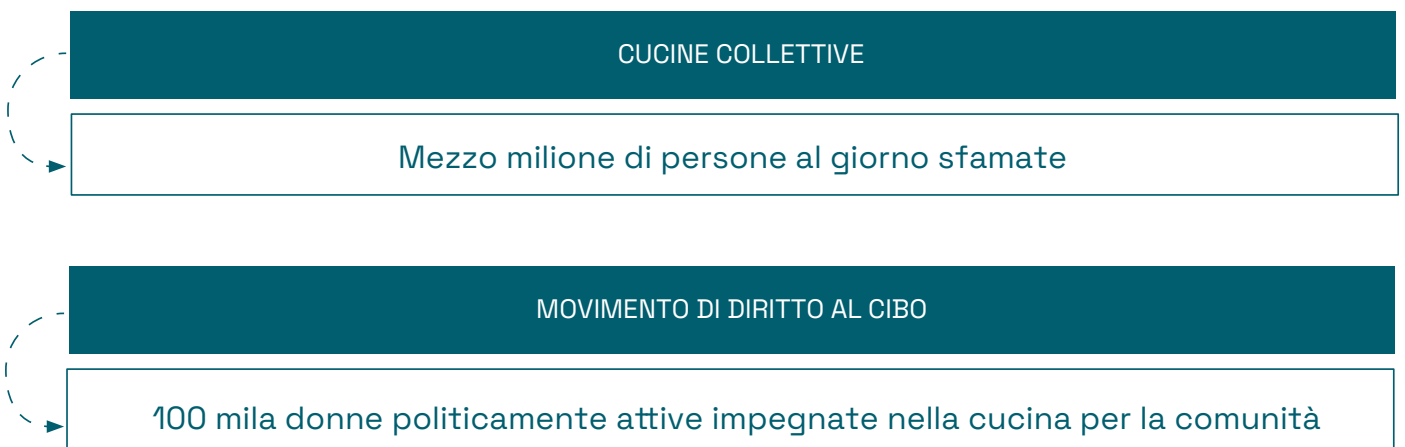 CUCINE COLLETTIVE
Mezzo milione di persone al giorno sfamate
MOVIMENTO DI DIRITTO AL CIBO
100 mila donne politicamente attive impegnate nella cucina per la comunità